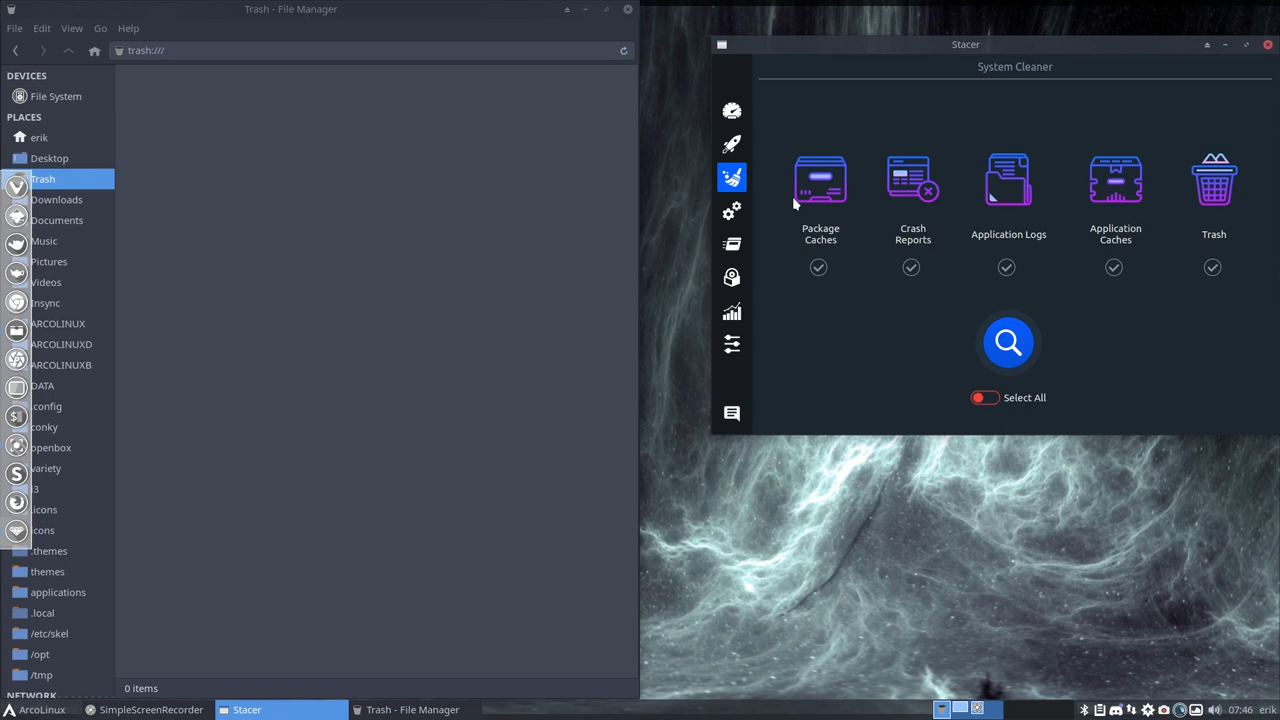 Trash - File Manager
File Edit View Go Help
trash:///
DEVICES
File System
PLACES
erik
Desktop
Trash
Downloads
Documents
Music
Pictures
Videos
Insync
ARCOLINUX
ARCOLINUXD
ARCOLINUXB
DATA
.config
conky
openbox
variety
i3
.icons
icons
.themes
themes
applications
.local
/etc/skel
/opt
/tmp
NETWORK
0 items
Stacer
System Cleaner
Package
Caches
Crash
Reports
Application Logs
Application
Caches
Trash
Select All
ArcoLinux
SimpleScreenRecorder
Stacer
Trash - File Manager
07:46 erik